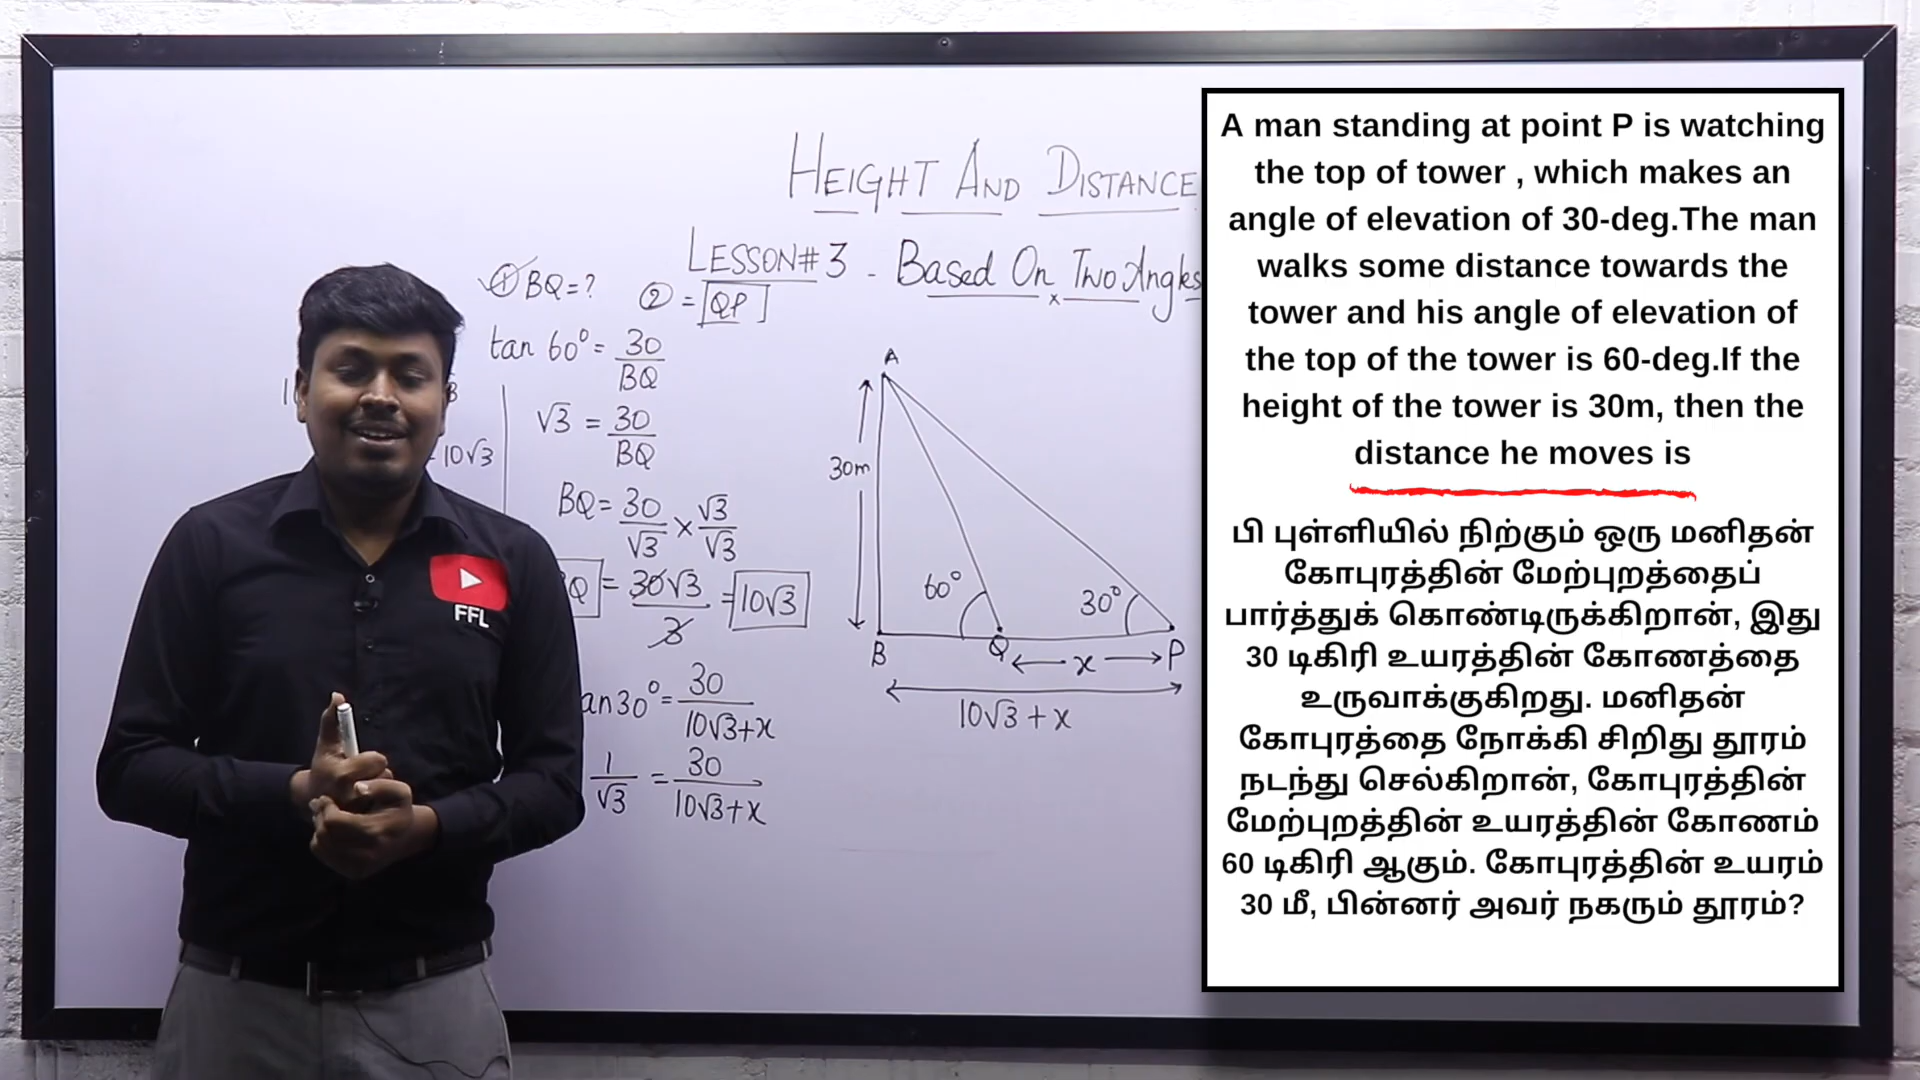 HEIGHT AND DISTANCE
LESSON#3 - Based On Two Angles
① BQ=?
② = QP
x
tan 60° = 30
BQ
√3 = 30
BQ
10√3
BQ = 30 × √3
√3 √3
Q = 30√3 = 10√3
3
an30° = 30
10√3+x
1 = 30
√3 10√3+x
A
30m
60°
30°
B
Q
x
P
10√3 + x
FFL
A man standing at point P is watching
the top of tower , which makes an
angle of elevation of 30-deg.The man
walks some distance towards the
tower and his angle of elevation of
the top of the tower is 60-deg.If the
height of the tower is 30m, then the
distance he moves is
பி புள்ளியில் நிற்கும் ஒரு மனிதன்
கோபுரத்தின் மேற்புறத்தைப்
பார்த்துக் கொண்டிருக்கிறான், இது
30 டிகிரி உயரத்தின் கோணத்தை
உருவாக்குகிறது. மனிதன்
கோபுரத்தை நோக்கி சிறிது தூரம்
நடந்து செல்கிறான், கோபுரத்தின்
மேற்புறத்தின் உயரத்தின் கோணம்
60 டிகிரி ஆகும். கோபுரத்தின் உயரம்
30 மீ, பின்னர் அவர் நகரும் தூரம்?